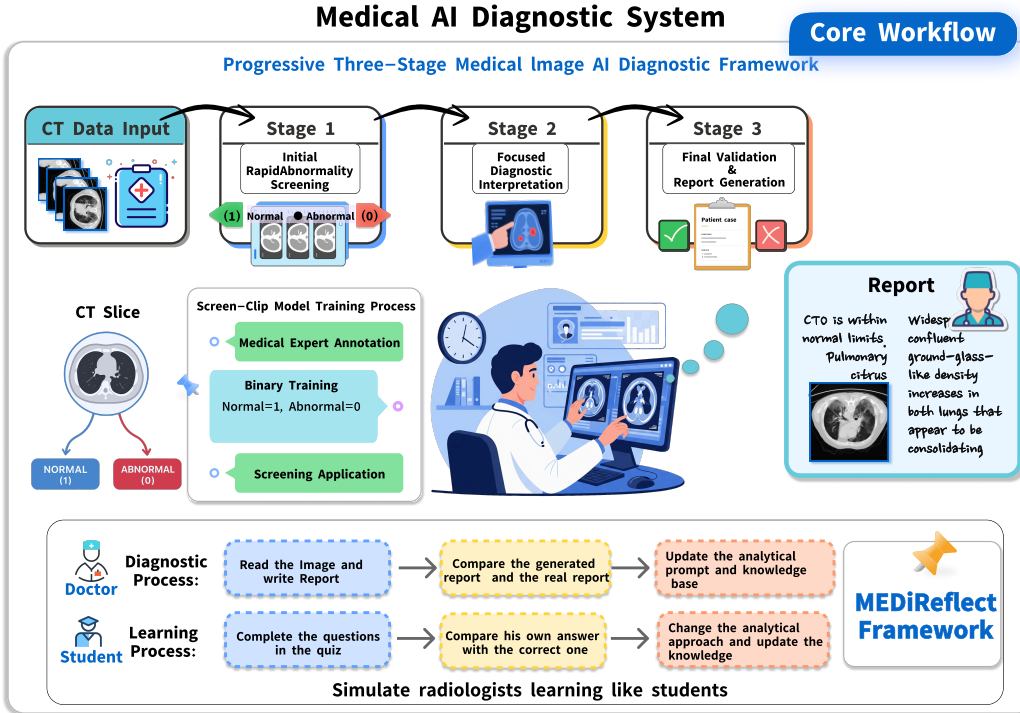 Medical AI Diagnostic System
Core Workflow
Progressive Three-Stage Medical lmage AI Diagnostic Framework
CT Data Input
Stage 1
Initial
RapidAbnormality
Screening
(1) Normal Abnormal (0)
Stage 2
Focused
Diagnostic
Interpretation
Stage 3
Final Validation
&
Report Generation
Patient case
CT Slice
NORMAL
(1)
ABNORMAL
(0)
Screen-Clip Model Training Process
Medical Expert Annotation
Binary Training
Normal=1, Abnormal=0
Screening Application
Report
CTO is within
normal limits.
Pulmonary
citrus
Widesp
confluent
ground-glass-
like density
increases in
both lungs that
appear to be
consolidating
Doctor
Diagnostic
Process:
Read the Image and
write Report
Compare the generated
report and the real report
Update the analytical
prompt and knowledge
base
Student
Learning
Process:
Complete the questions
in the quiz
Compare his own answer
with the correct one
Change the analytical
approach and update the
knowledge
MEDiReflect
Framework
Simulate radiologists learning like students